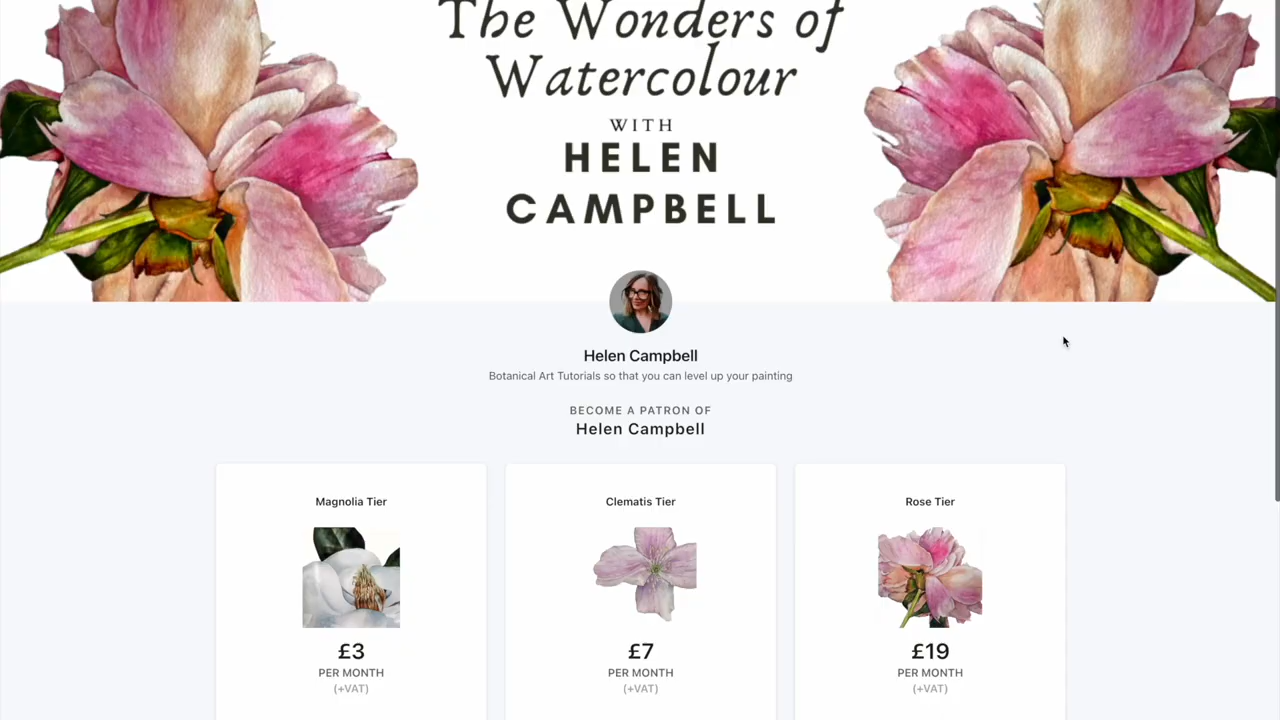 The Wonders of
Watercolour
WITH
HELEN
CAMPBELL
Helen Campbell
Botanical Art Tutorials so that you can level up your painting
BECOME A PATRON OF
Helen Campbell
Magnolia Tier
£3
PER MONTH
(+VAT)
Clematis Tier
£7
PER MONTH
(+VAT)
Rose Tier
£19
PER MONTH
(+VAT)